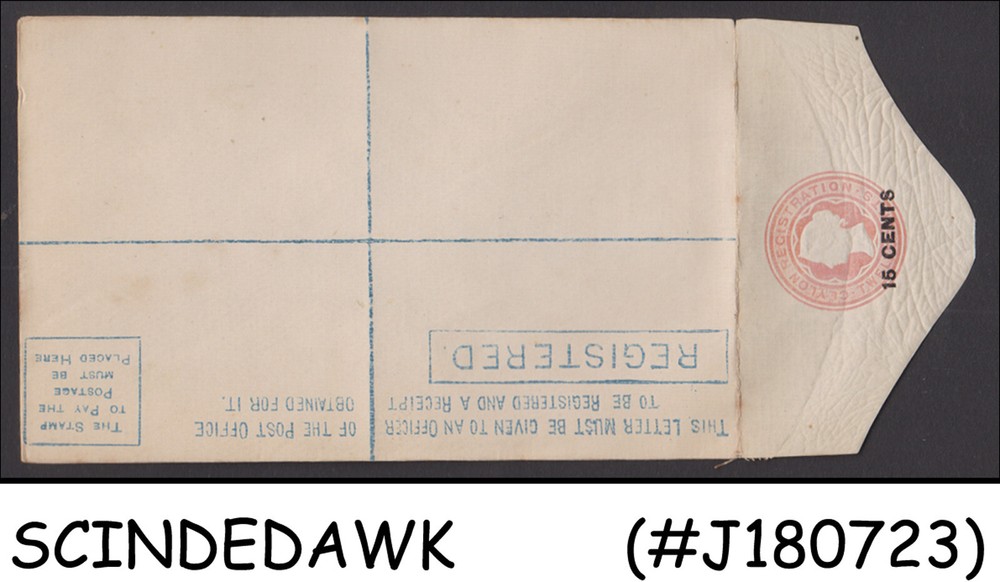 THIS LETTER MUST BE GIVEN TO AN OFFICER OF THE POST OFFICE
TO BE REGISTERED AND A RECEIPT OBTAINED FOR IT.
THE STAMP
TO PAY THE
POSTAGE
MUST BE
PLACED HERE
REGISTERED.
CEYLON REGISTRATION
15 CENTS
SCINDEDAWK (#J180723)